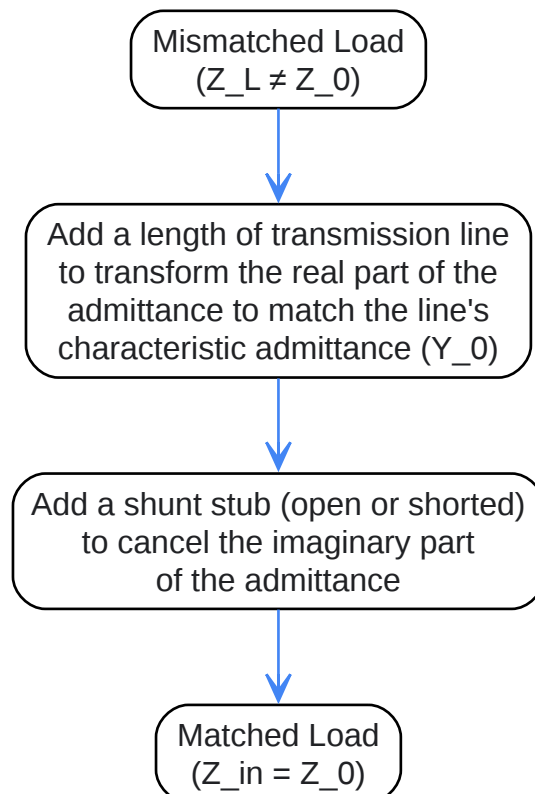 Mismatched Load
(Z_L ≠ Z_0)
Add a length of transmission line
to transform the real part of the
admittance to match the line's
characteristic admittance (Y_0)
Add a shunt stub (open or shorted)
to cancel the imaginary part
of the admittance
Matched Load
(Z_in = Z_0)